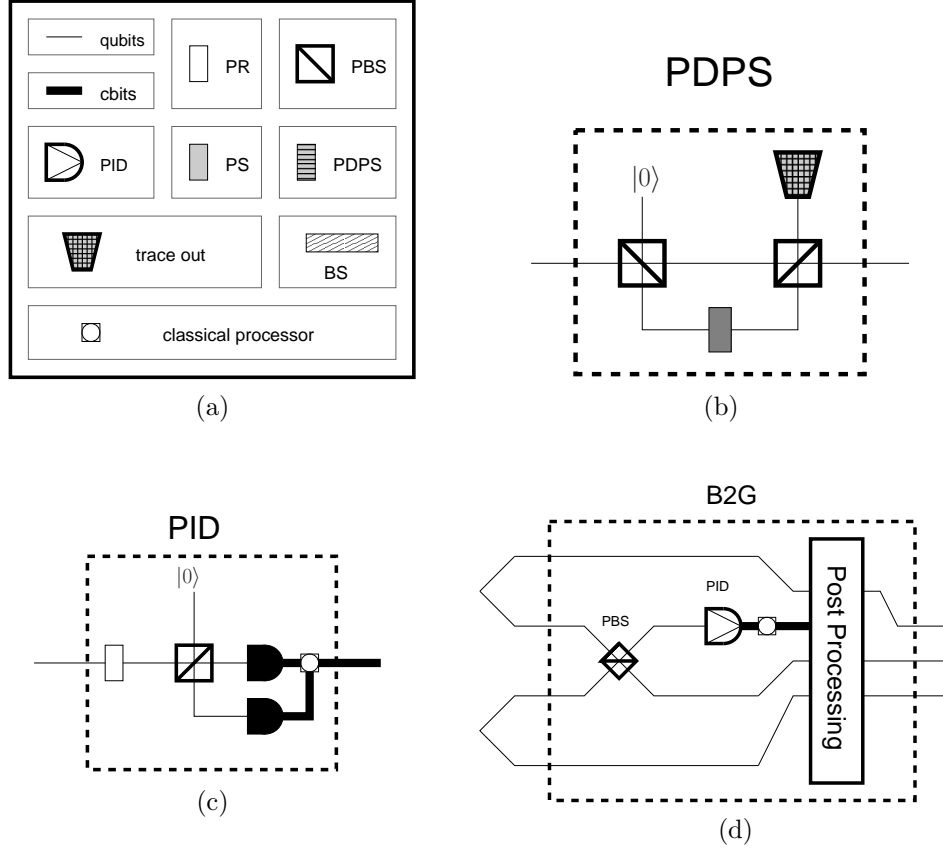 qubits
PR
PBS
cbits
PID
PS
PDPS
trace out
BS
classical processor
(a)
PDPS
|0⟩
(b)
PID
|0⟩
(c)
B2G
PBS
PID
Post Processing
(d)